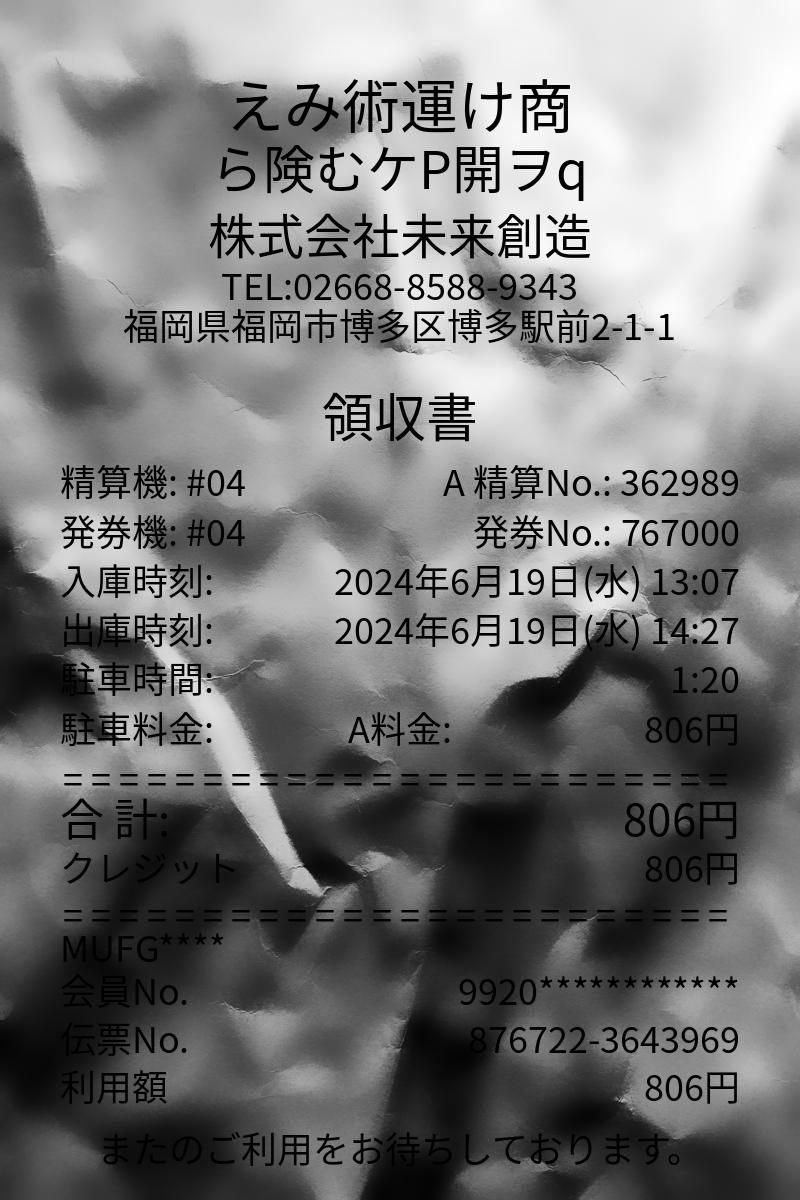 えみ術運け商
ら険むケP開ヲq
株式会社未来創造
TEL:02668-8588-9343
福岡県福岡市博多区博多駅前2-1-1
領収書
精算機: #04 A 精算No.: 362989
発券機: #04 発券No.: 767000
入庫時刻: 2024年6月19日(水) 13:07
出庫時刻: 2024年6月19日(水) 14:27
駐車時間: 1:20
駐車料金: A料金: 806円
========================
合 計: 806円
クレジット 806円
========================
MUFG****
会員No. 9920************
伝票No. 876722-3643969
利用額 806円
またのご利用をお待ちしております。